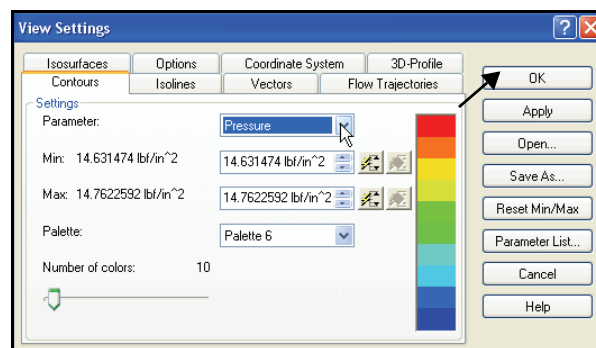 View Settings
Isosurfaces Options Coordinate System 3D-Profile
Contours Isolines Vectors Flow Trajectories
Settings
Parameter: Pressure
Min: 14.631474 lbf/in^2 14.631474 lbf/in^2
Max: 14.7622592 lbf/in^2 14.7622592 lbf/in^2
Palette: Palette 6
Number of colors: 10
OK
Apply
Open...
Save As...
Reset Min/Max
Parameter List...
Cancel
Help